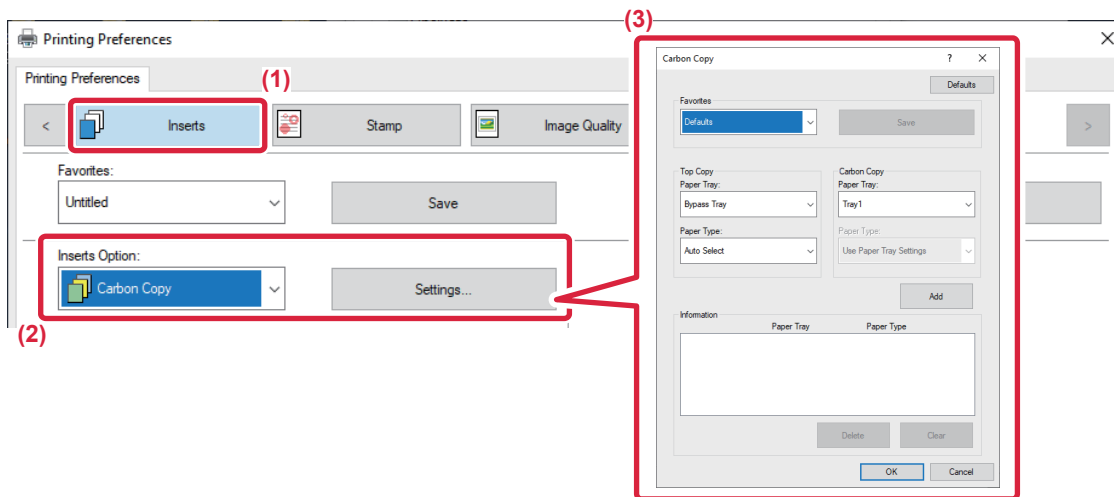 (3)
Printing Preferences
Printing Preferences
(1)
< Inserts Stamp Image Quality >
Favorites:
Untitled Save
Inserts Option:
Carbon Copy Settings...
(2)
Carbon Copy ?
Defaults
Favorites
Defaults Save
Top Copy Carbon Copy
Paper Tray: Paper Tray:
Bypass Tray Tray1
Paper Type: Paper Type:
Auto Select Use Paper Tray Settings
Add
Information
Paper Tray Paper Type
Delete Clear
OK Cancel